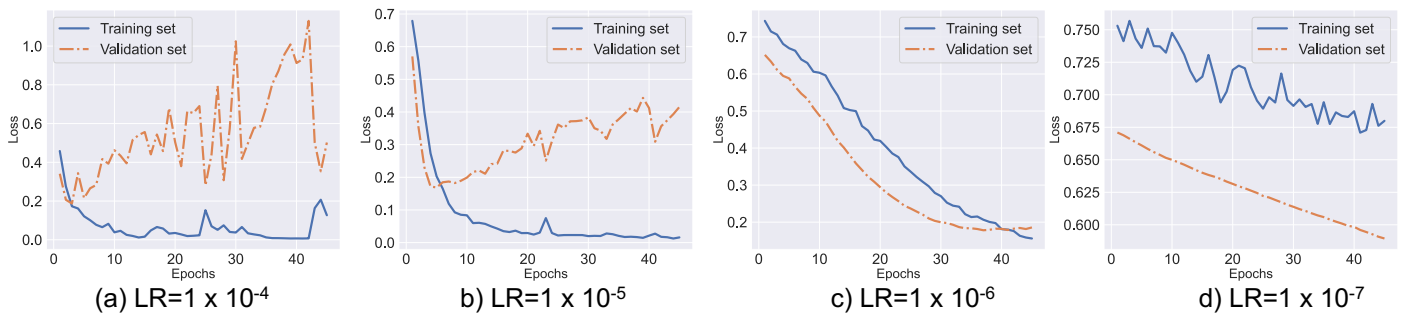 Training set
Validation set
1.0
0.8
0.6
0.4
0.2
0.0
Loss
0 10 20 30 40
Epochs
(a) LR=1 x 10-4
Training set
Validation set
0.7
0.6
0.5
0.4
0.3
0.2
0.1
0.0
Loss
0 10 20 30 40
Epochs
b) LR=1 x 10-5
Training set
Validation set
0.7
0.6
0.5
0.4
0.3
0.2
Loss
0 10 20 30 40
Epochs
c) LR=1 x 10-6
Training set
Validation set
0.750
0.725
0.700
0.675
0.650
0.625
0.600
Loss
0 10 20 30 40
Epochs
d) LR=1 x 10-7